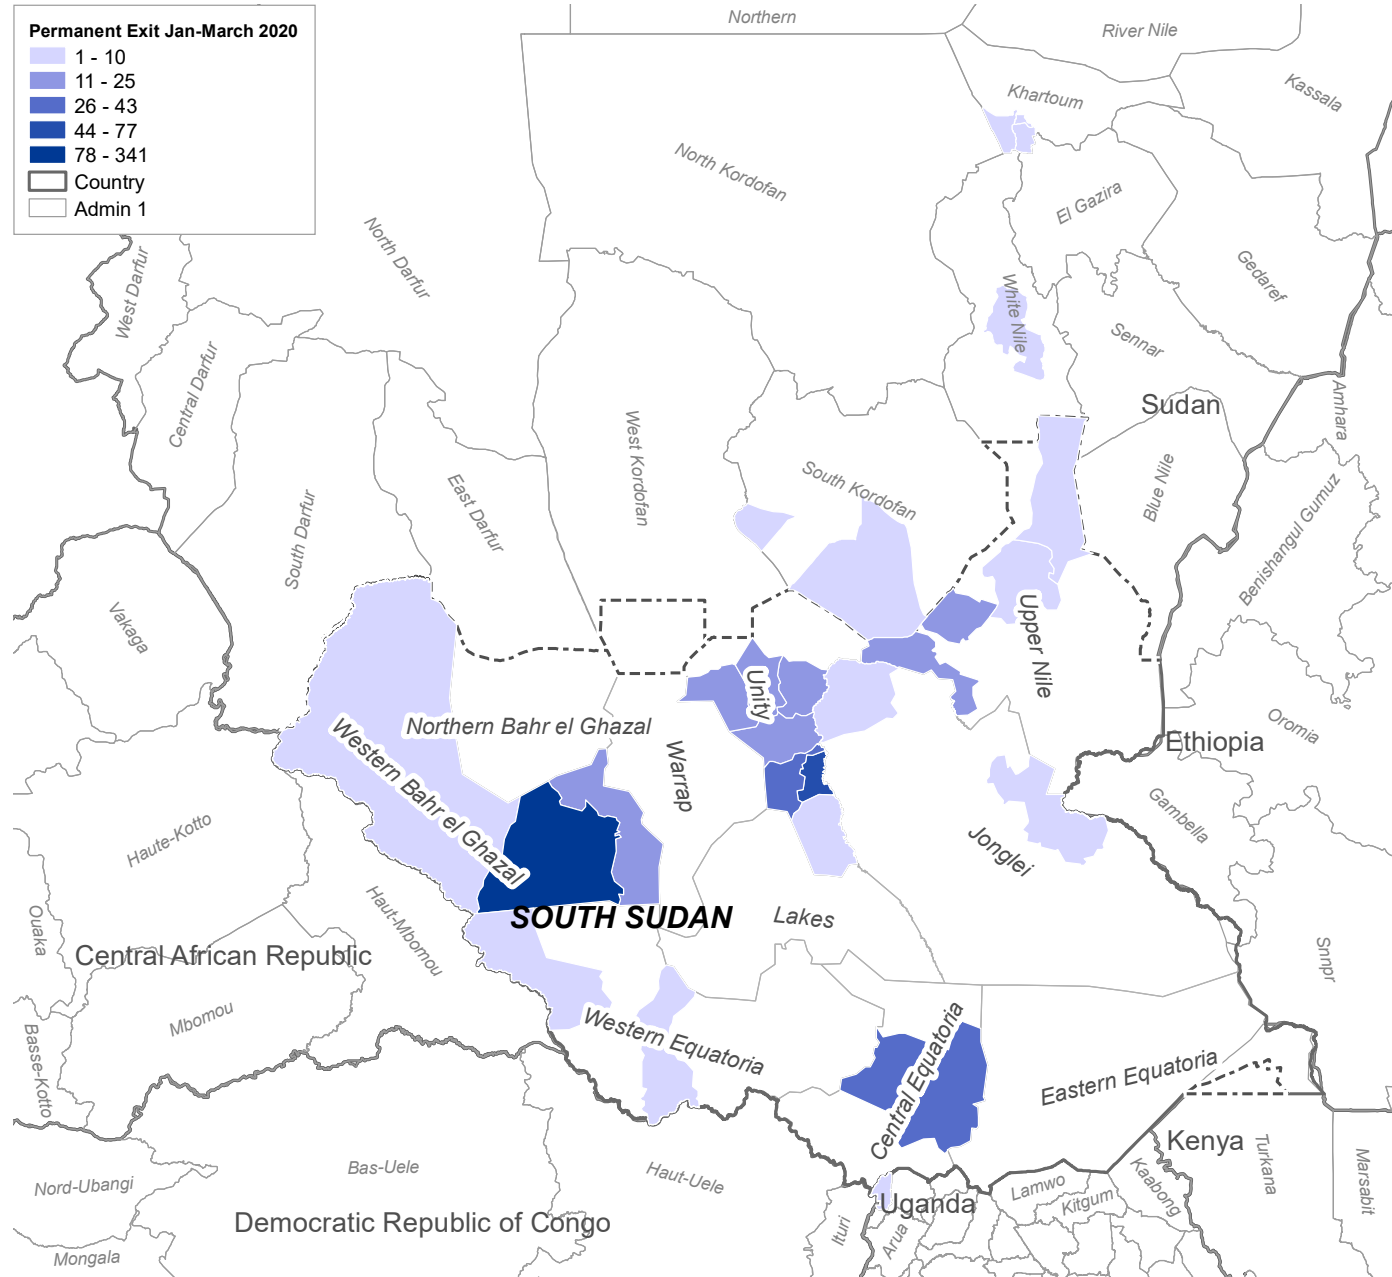 Permanent Exit Jan-March 2020
1 - 10
11 - 25
26 - 43
44 - 77
78 - 341
Country
Admin 1
Northern
River Nile
Kassala
Khartoum
North Kordofan
El Gazira
North Darfur
West Darfur
Gedaref
White Nile
Sennar
Central Darfur
Sudan
Amhara
West Kordofan
South Kordofan
Blue Nile
East Darfur
South Darfur
Benishangul Gumuz
Vakaga
Upper Nile
Unity
Northern Bahr el Ghazal
Western Bahr el Ghazal
Warrap
Oromia
Ethiopia
Gambella
Haute-Kotto
Jonglei
Haut-Mbomou
SOUTH SUDAN
Lakes
Ouaka
Central African Republic
Snnpr
Mbomou
Western Equatoria
Central Equatoria
Eastern Equatoria
Basse-Kotto
Kenya
Turkana
Marsabit
Bas-Uele
Haut-Uele
Kaabong
Nord-Ubangi
Lamwo
Kitgum
Uganda
Democratic Republic of Congo
Ituri
Arua
Mongala